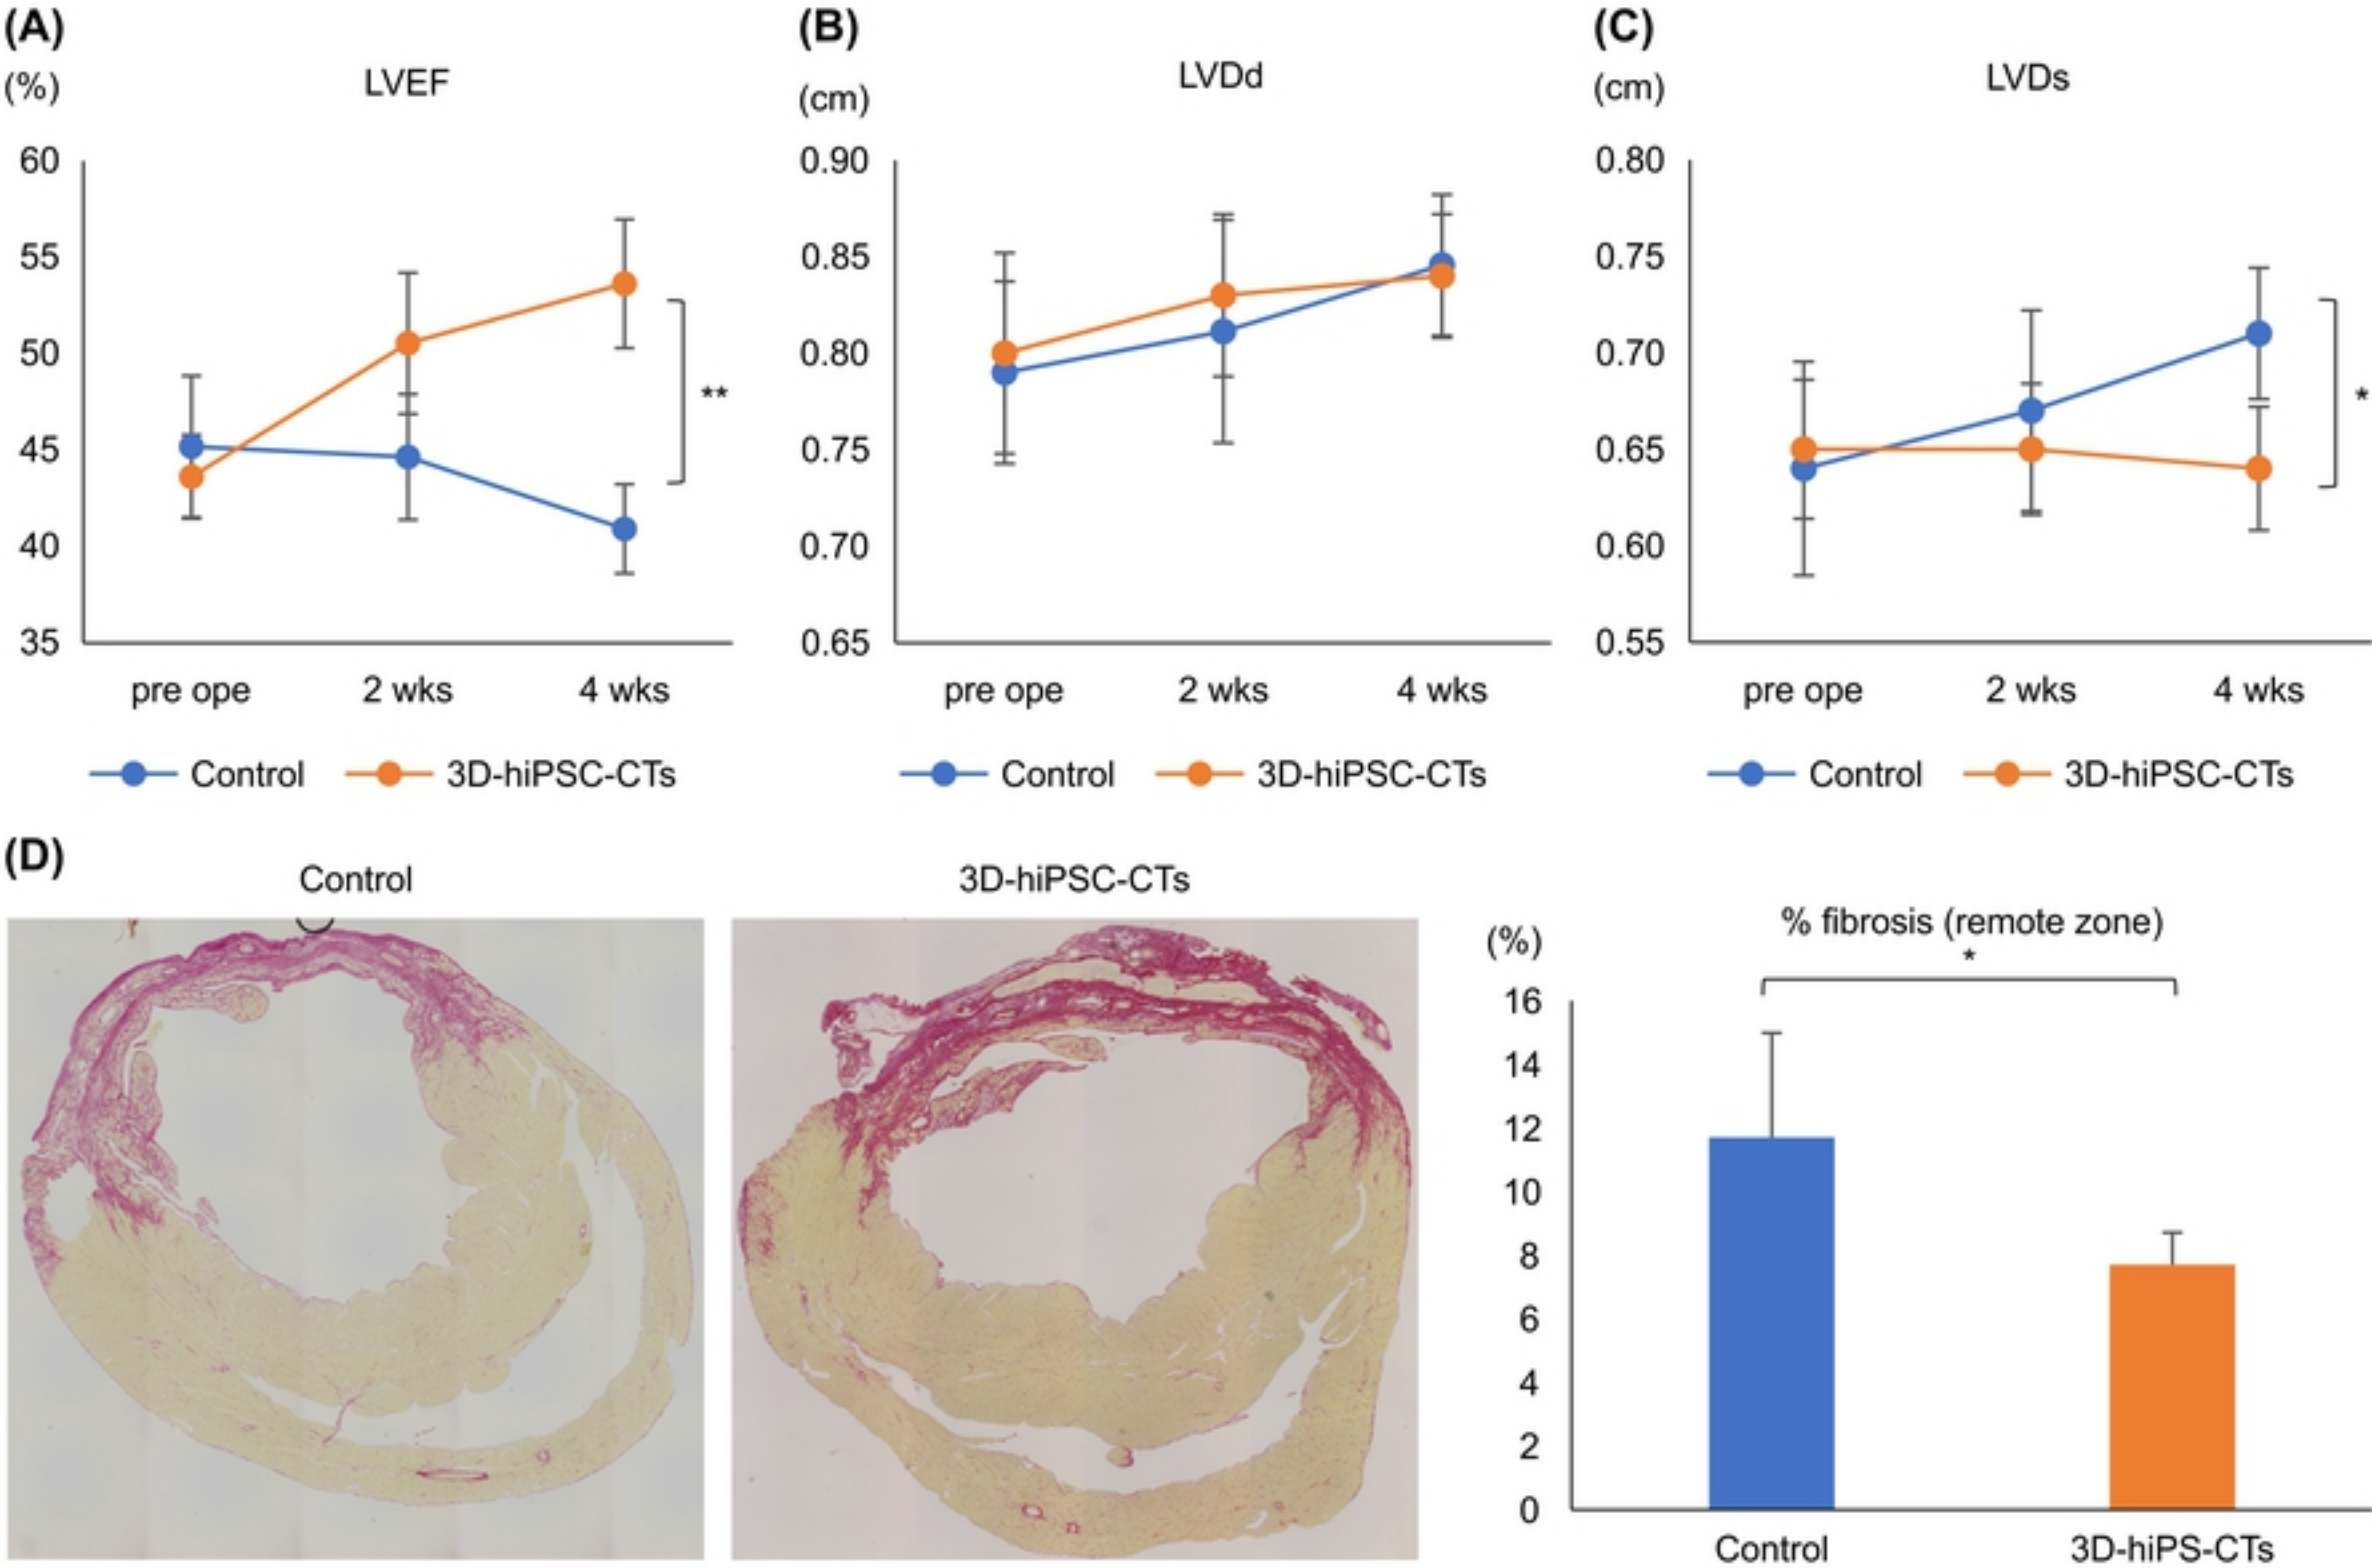 (A)
(%)
LVEF
60
55
50
45
40
35
**
pre ope 2 wks 4 wks
Control 3D-hiPSC-CTs
(B)
(cm)
LVDd
0.90
0.85
0.80
0.75
0.70
0.65
pre ope 2 wks 4 wks
Control 3D-hiPSC-CTs
(C)
(cm)
LVDs
0.80
0.75
0.70
0.65
0.60
0.55
*
pre ope 2 wks 4 wks
Control 3D-hiPSC-CTs
(D)
Control
3D-hiPSC-CTs
% fibrosis (remote zone)
(%)
*
16
14
12
10
8
6
4
2
0
Control 3D-hiPS-CTs